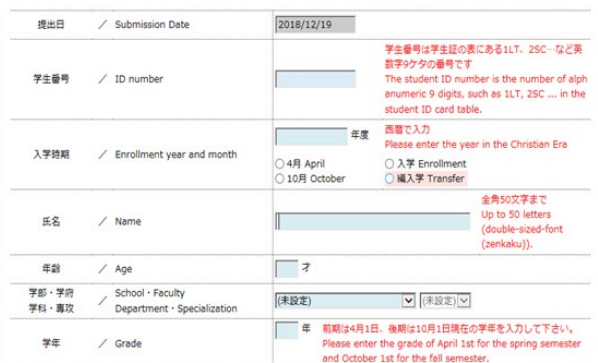 提出日 / Submission Date 2018/12/19
学生番号は学生証の表にある1LT、2SC…など英
数字9ケタの番号です
学生番号 / ID number
The student ID number is the number of alph
anumeric 9 digits, such as 1LT, 2SC ... in the
student ID card table.
年度 西暦で入力
Please enter the year in the Christian Era
入学時期 / Enrollment year and month
4月 April 入学 Enrollment
10月 October 編入学 Transfer
全角50文字まで
氏名 / Name
Up to 50 letters
(double-sized-font
(zenkaku)).
年齢 / Age 才
学部・学府 / School・Faculty
学科・専攻 Department・Specialization
(未設定) (未設定)
学年 / Grade 年 前期は4月1日、後期は10月1日現在の学年を入力して下さい。
Please enter the grade of April 1st for the spring semester
and October 1st for the fall semester.